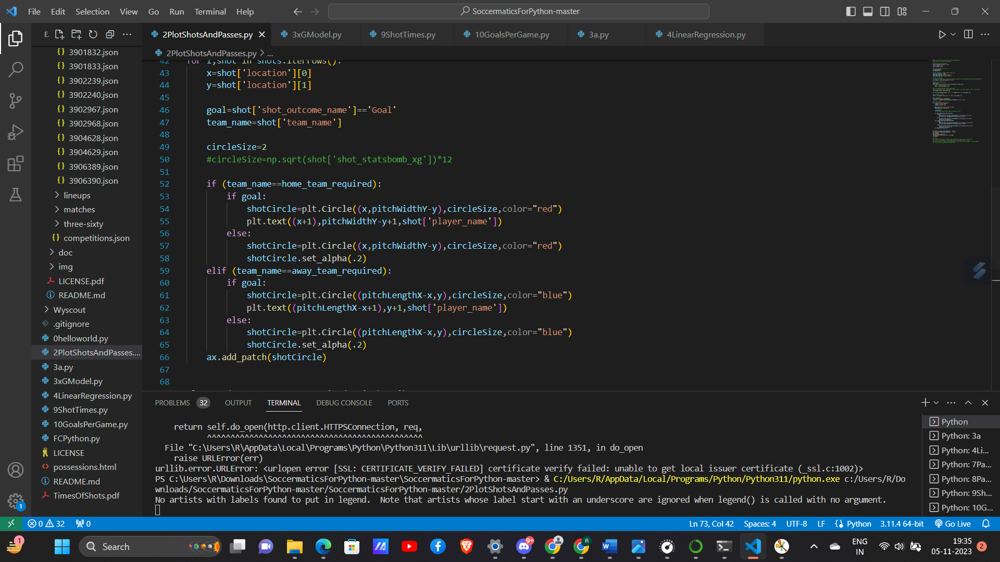 File Edit Selection View Go Run Terminal Help
SoccermaticsForPython-master
E.
2PlotShotsAndPasses.py
3xGModel.py
9ShotTimes.py
10GoalsPerGame.py
3a.py
4LinearRegression.py
2PlotShotsAndPasses.py > ...
3901832.json
3901833.json
3902239.json
3902240.json
3902967.json
3902968.json
3904628.json
3904629.json
3906389.json
3906390.json
lineups
matches
three-sixty
competitions.json
doc
img
LICENSE.pdf
README.md
Wyscout
.gitignore
0helloworld.py
2PlotShotsAndPasses....
3a.py
3xGModel.py
4LinearRegression.py
9ShotTimes.py
10GoalsPerGame.py
FCPython.py
LICENSE
possessions.html
README.md
TimesOfShots.pdf
42 for i,shot in shots.iterrows():
43 x=shot['location'][0]
44 y=shot['location'][1]
45
46 goal=shot['shot_outcome_name']=='Goal'
47 team_name=shot['team_name']
48
49 circleSize=2
50 #circleSize=np.sqrt(shot['shot_statsbomb_xg'])*12
51
52 if (team_name==home_team_required):
53 if goal:
54 shotCircle=plt.Circle((x,pitchWidthY-y),circleSize,color="red")
55 plt.text((x+1),pitchWidthY-y+1,shot['player_name'])
56 else:
57 shotCircle=plt.Circle((x,pitchWidthY-y),circleSize,color="red")
58 shotCircle.set_alpha(.2)
59 elif (team_name==away_team_required):
60 if goal:
61 shotCircle=plt.Circle((pitchLengthX-x,y),circleSize,color="blue")
62 plt.text((pitchLengthX-x+1),y+1,shot['player_name'])
63 else:
64 shotCircle=plt.Circle((pitchLengthX-x,y),circleSize,color="blue")
65 shotCircle.set_alpha(.2)
66 ax.add_patch(shotCircle)
67
68
PROBLEMS 32 OUTPUT TERMINAL DEBUG CONSOLE PORTS
return self.do_open(http.client.HTTPSConnection, req,
^^^^^^^^^^^^^^^^^^^^^^^^^^^^^^^^^^^^^^^^^^^^^^
File "C:\Users\R\AppData\Local\Programs\Python\Python311\Lib\urllib\request.py", line 1351, in do_open
raise URLError(err)
urllib.error.URLError: <urlopen error [SSL: CERTIFICATE_VERIFY_FAILED] certificate verify failed: unable to get local issuer certificate (_ssl.c:1002)>
PS C:\Users\R\Downloads\SoccermaticsForPython-master\SoccermaticsForPython-master> & C:/Users/R/AppData/Local/Programs/Python/Python311/python.exe c:/Users/R/Do
wnloads/SoccermaticsForPython-master/SoccermaticsForPython-master/2PlotShotsAndPasses.py
No artists with labels found to put in legend.  Note that artists whose label start with an underscore are ignored when legend() is called with no argument.
Python
Python: 3a
Python: 4Li...
Python: 7Pa...
Python: 8Pa...
Python: 9Sh...
Python: 10G...
1
0 32 0
Ln 73, Col 42 Spaces: 4 UTF-8 LF {} Python 3.11.4 64-bit Go Live
1
Search
9+
R
ENG
IN
19:35
05-11-2023
2